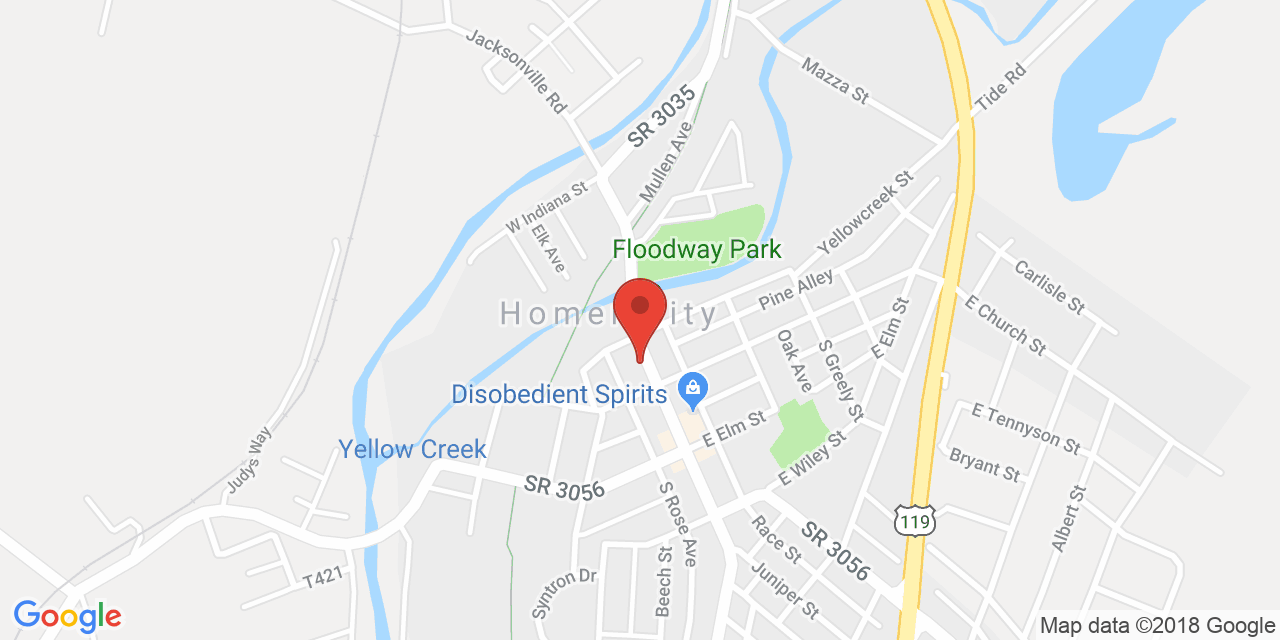 Jacksonville Rd
SR 3035
Mullen Ave
Mazza St
Tide Rd
W Indiana St
Elk Ave
Floodway Park
Yellowcreek St
Pine Alley
Carlisle St
E Church St
E Elm St
Oak Ave
S Greely St
Disobedient Spirits
Yellow Creek
Judys Way
SR 3056
E Elm St
E Wiley St
E Tennyson St
Bryant St
Albert St
119
S Rose Ave
Race St
SR 3056
Juniper St
Beech St
Syntron Dr
T421
Google
Map data ©2018 Google